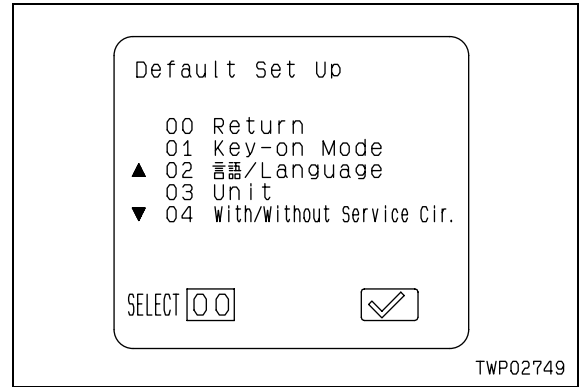 Default Set Up
00 Return
01 Key-on Mode
▲ 02 言語/Language
03 Unit
▼ 04 With/Without Service Cir.
SELECT 00
TWP02749